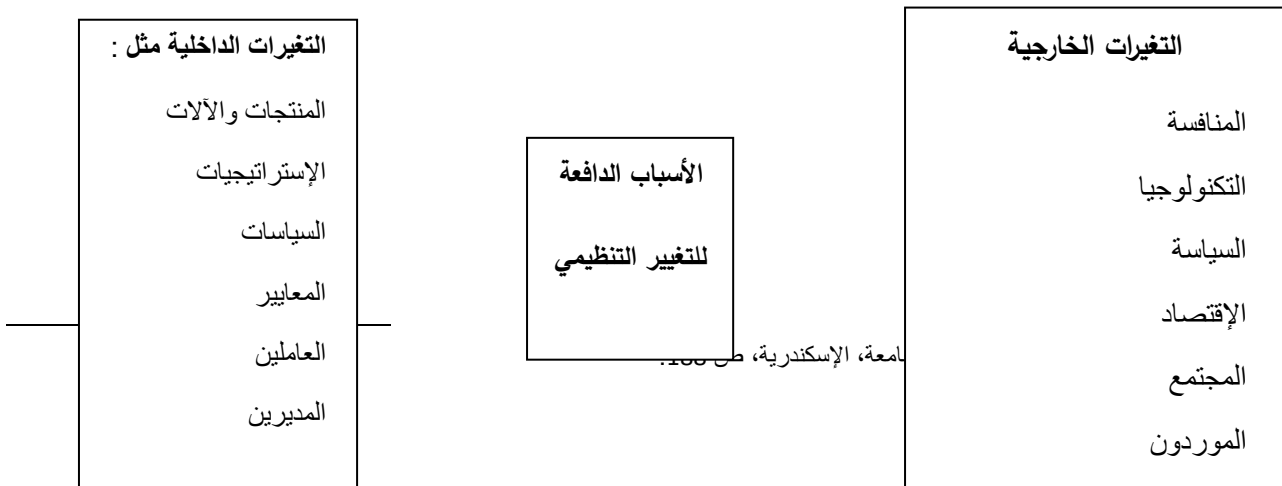 التغيرات الخارجية
المنافسة
التكنولوجيا
السياسة
الإقتصاد
المجتمع
الموردون
الأسباب الدافعة
للتغيير التنظيمي
التغيرات الداخلية مثل :
المنتجات والآلات
الإستراتيجيات
السياسات
المعايير
العاملين
المديرين
الإسكندرية،